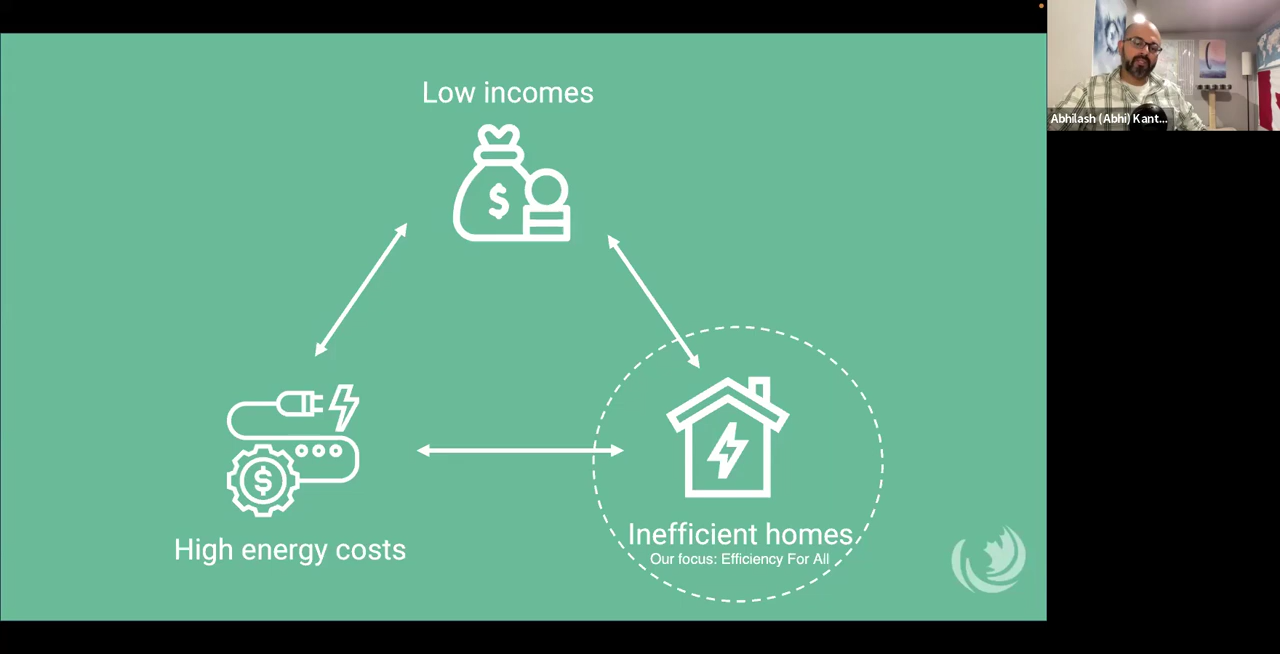 Low incomes
$
$
High energy costs
Inefficient homes
Our focus: Efficiency For All
Abhilash (Abhi) Kant...